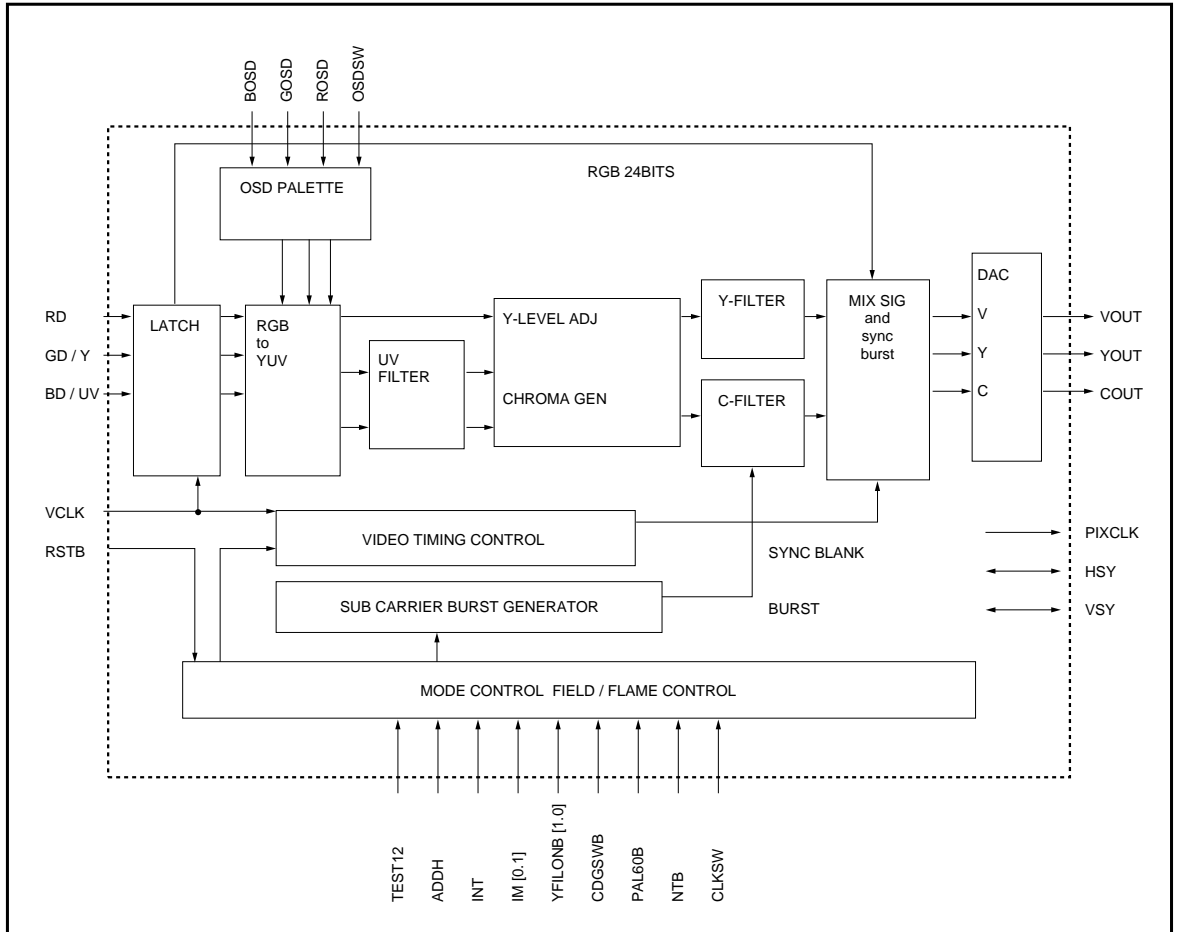 BOSD
GOSD
ROSD
OSDSW
OSD PALETTE
RGB 24BITS
RD
GD / Y
BD / UV
LATCH
RGB
to
YUV
UV
FILTER
Y-LEVEL ADJ
CHROMA GEN
Y-FILTER
C-FILTER
MIX SIG
and
sync
burst
DAC
V
Y
C
VOUT
YOUT
COUT
VCLK
RSTB
VIDEO TIMING CONTROL
SYNC BLANK
SUB CARRIER BURST GENERATOR
BURST
PIXCLK
HSY
VSY
MODE CONTROL  FIELD / FLAME CONTROL
TEST12
ADDH
INT
IM [0.1]
YFILONB [1.0]
CDGSWB
PAL60B
NTB
CLKSW